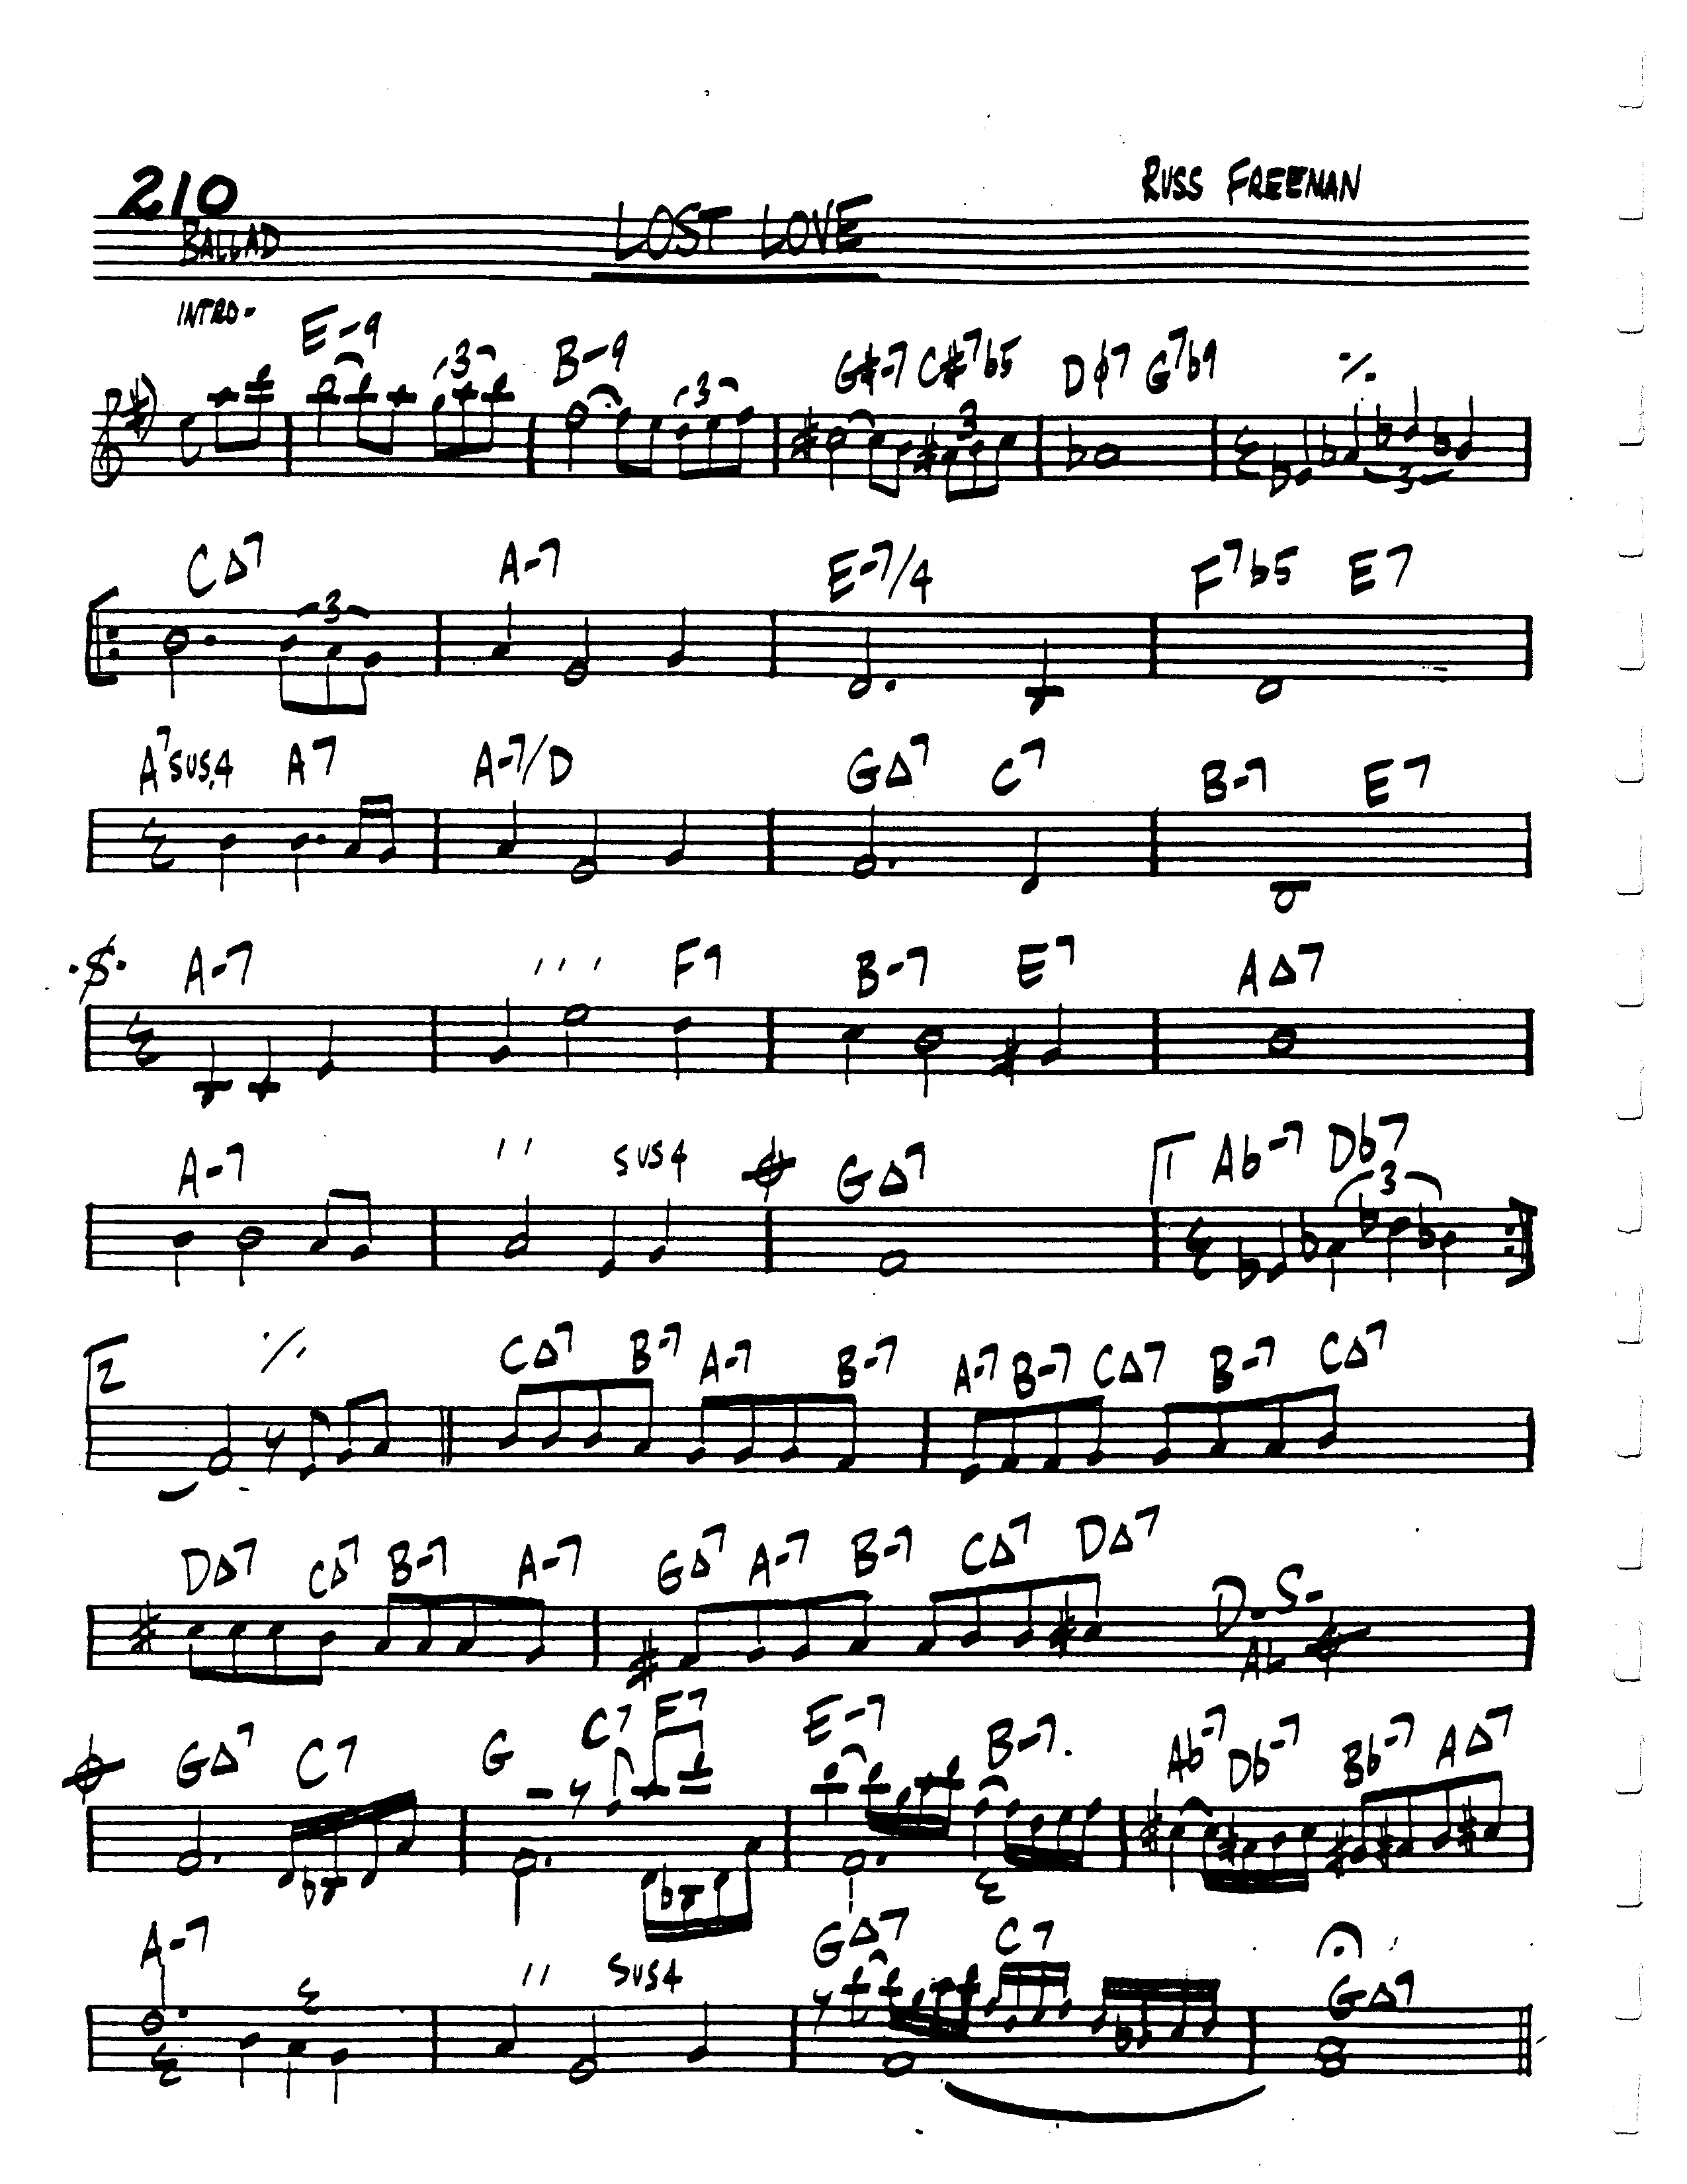 210
RUSS FREEMAN
BALLAD
LOST LOVE
INTRO-
E-9 3 B-9 3 G#-7 C#7b5 3 Dø7 G7b9 ٪ 3
CΔ7 3 A-7 E-7/4 F7b5 E7
A7sus4 A7 A-7/D GΔ7 C7 B-7 E7
A-7 ′ ′ ′ F9 B-7 E7 AΔ7
A-7 ′ ′ sus4 GΔ7 1 Ab-7 Db7 3
2 ٪ CΔ7 B-7 A-7 B-7 A-7 B-7 CΔ7 B-7 CΔ7
DΔ7 CΔ7 B-7 A-7 GΔ7 A-7 B-7 CΔ7 DΔ7 D.S. AL
GΔ7 C7 G C7 F7 E-7 B-7. Ab-7 Db-7 Bb-7 AΔ7
A-7 ′ ′ SUS4 GΔ7 C7 GΔ7